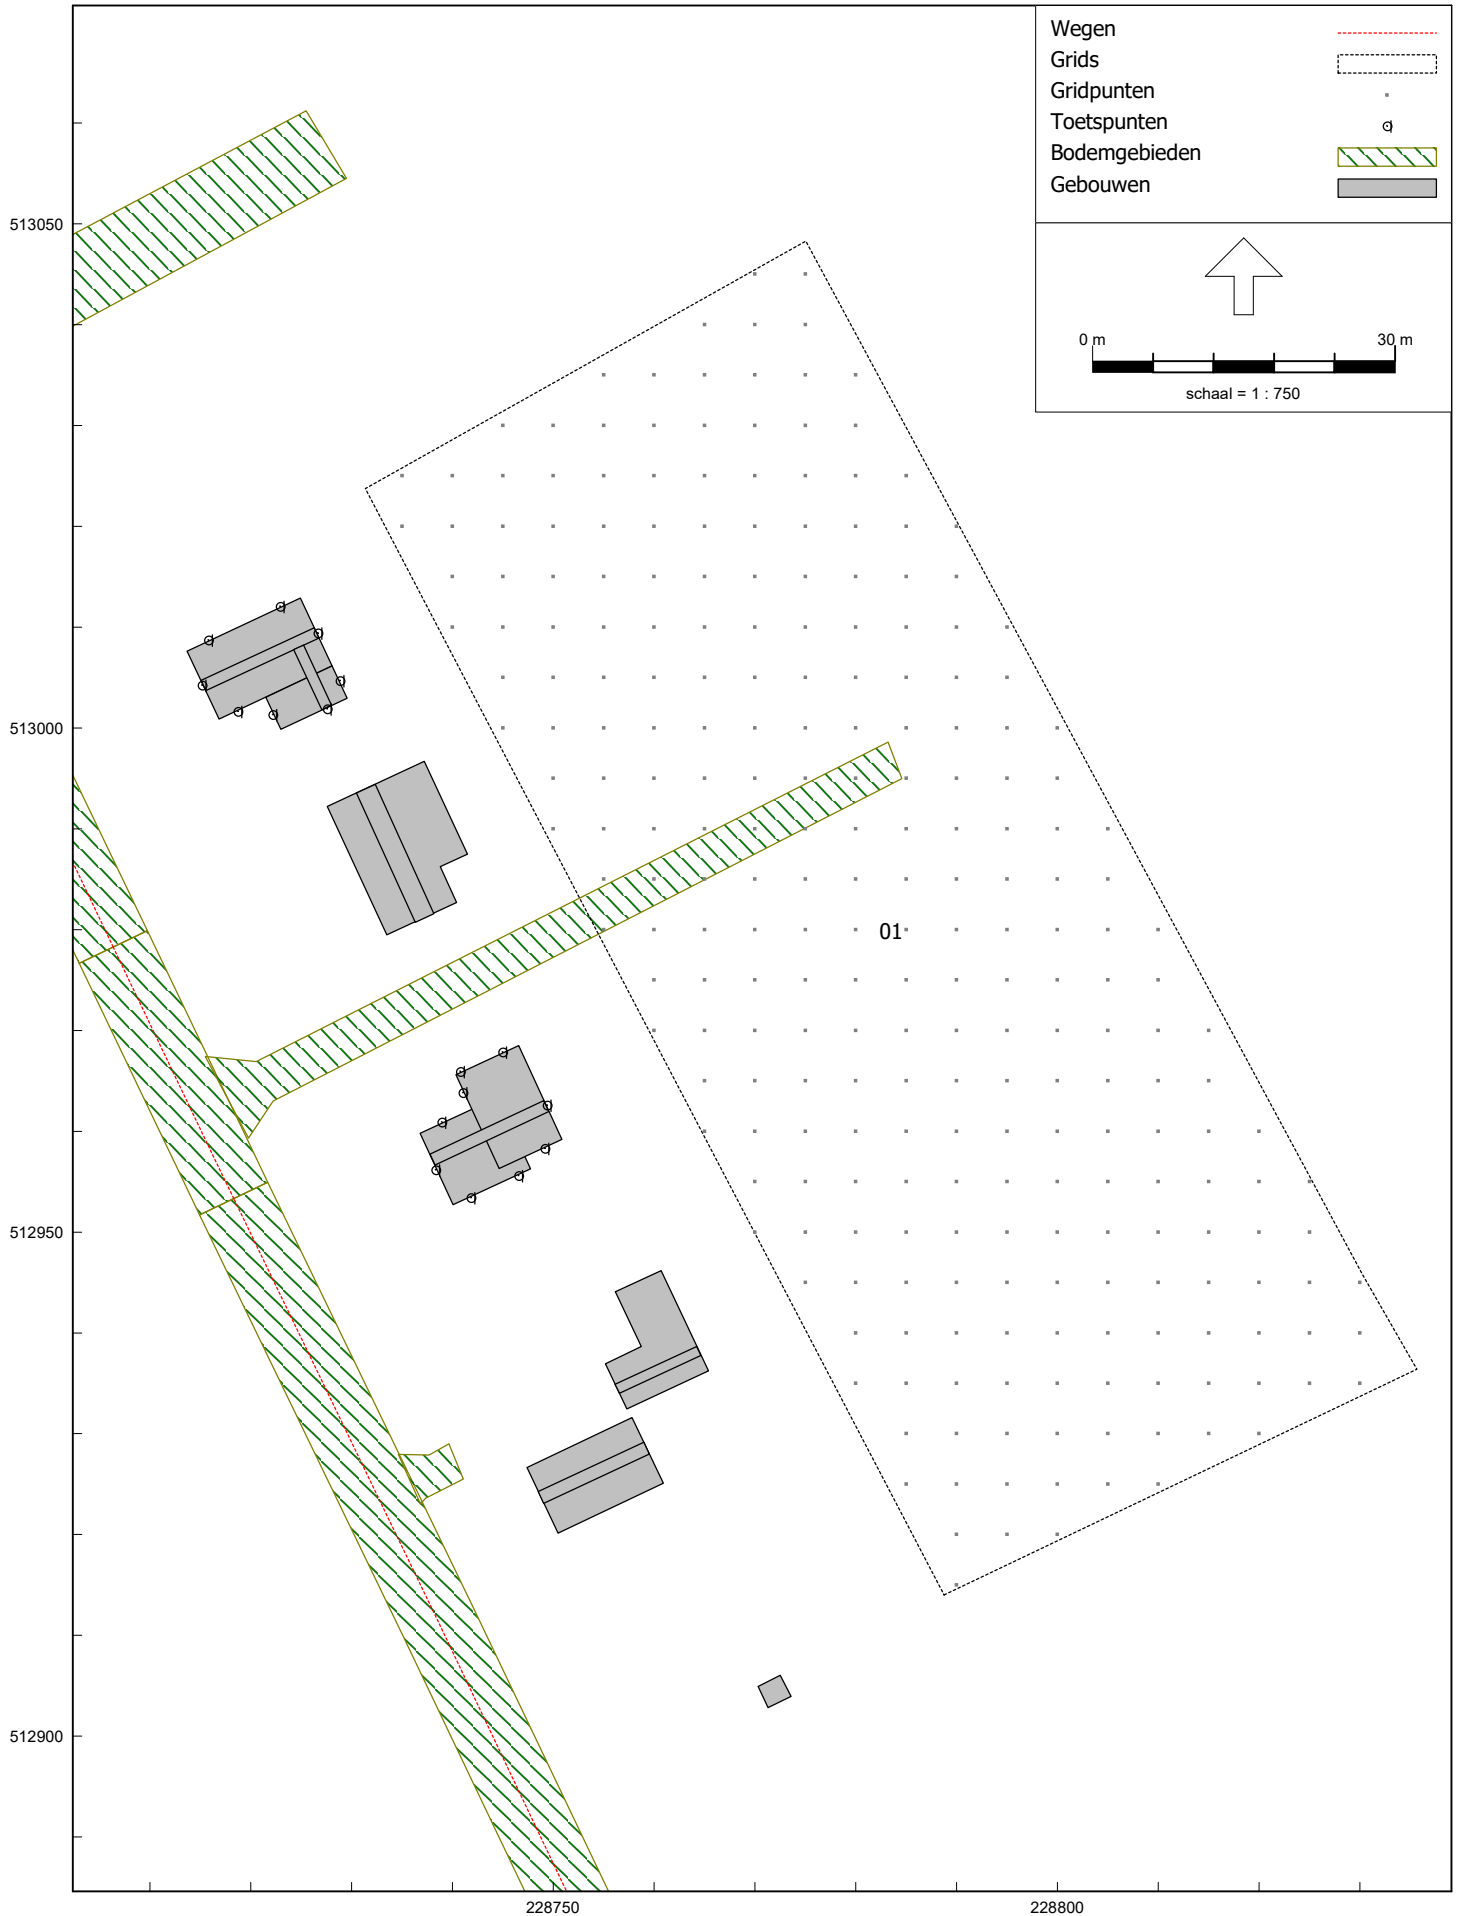 Wegen
Grids
Gridpunten
Toetspunten
Bodemgebieden
Gebouwen
0 m 30 m
schaal = 1 : 750
513050
513000
01
512950
512900
228750 228800